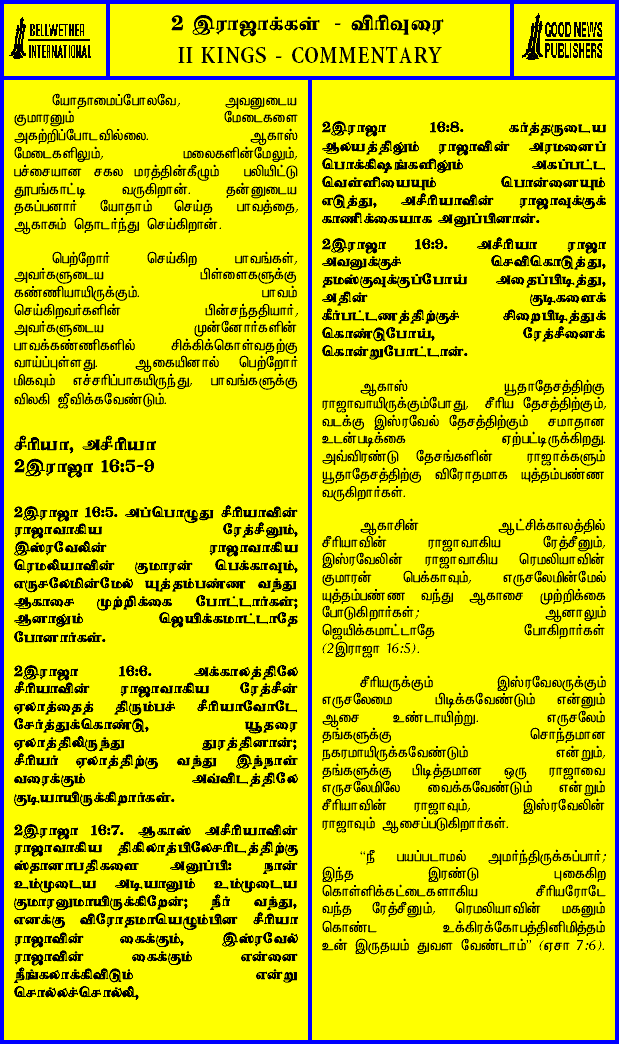 BELLWETHER
INTERNATIONAL
2 இராஜாக்கள் - விரிவுரை
II KINGS - COMMENTARY
GOOD NEWS
PUBLISHERS
யோதாமைப்போலவே, அவனுடைய
குமாரனும் மேடைகளை
அகற்றிப்போடவில்லை. ஆகாஸ்
மேடைகளிலும், மலைகளின்மேலும்,
பச்சையான சகல மரத்தின்கீழும் பலியிட்டு
தூபங்காட்டி வருகிறான். தன்னுடைய
தகப்பனார் யோதாம் செய்த பாவத்தை,
ஆகாசும் தொடர்ந்து செய்கிறான்.
பெற்றோர் செய்கிற பாவங்கள்,
அவர்களுடைய பிள்ளைகளுக்கு
கண்ணியாயிருக்கும். பாவம்
செய்கிறவர்களின் பின்சந்ததியார்,
அவர்களுடைய முன்னோர்களின்
பாவக்கண்ணிகளில் சிக்கிக்கொள்வதற்கு
வாய்ப்புள்ளது. ஆகையினால் பெற்றோர்
மிகவும் எச்சரிப்பாகயிருந்து, பாவங்களுக்கு
விலகி ஜீவிக்கவேண்டும்.
சீரியா, அசீரியா
2இராஜா 16:5-9
2இராஜா 16:5. அப்பொழுது சீரியாவின்
ராஜாவாகிய ரேத்சீனும்,
இஸ்ரவேலின் ராஜாவாகிய
ரெமலியாவின் குமாரன் பெக்காவும்,
எருசலேமின்மேல் யுத்தம்பண்ண வந்து
ஆகாசை முற்றிக்கை போட்டார்கள்;
ஆனாலும் ஜெயிக்கமாட்டாதே
போனார்கள்.
2இராஜா 16:6. அக்காலத்திலே
சீரியாவின் ராஜாவாகிய ரேத்சீன்
ஏலாத்தைத் திரும்பச் சீரியாவோடே
சேர்த்துக்கொண்டு, யூதரை
ஏலாத்திலிருந்து துரத்தினான்;
சீரியர் ஏலாத்திற்கு வந்து இந்நாள்
வரைக்கும் அவ்விடத்திலே
குடியாயிருக்கிறார்கள்.
2இராஜா 16:7. ஆகாஸ் அசீரியாவின்
ராஜாவாகிய திகிலாத்பிலேசரிடத்திற்கு
ஸ்தானாபதிகளை அனுப்பி: நான்
உம்முடைய அடியானும் உம்முடைய
குமாரனுமாயிருக்கிறேன்; நீர் வந்து,
எனக்கு விரோதமாயெழும்பின சீரியா
ராஜாவின் கைக்கும், இஸ்ரவேல்
ராஜாவின் கைக்கும் என்னை
நீங்கலாக்கிவிடும் என்று
சொல்லச்சொல்லி,
2இராஜா 16:8. கர்த்தருடைய
ஆலயத்திலும் ராஜாவின் அரமனைப்
பொக்கிஷங்களிலும் அகப்பட்ட
வெள்ளியையும் பொன்னையும்
எடுத்து, அசீரியாவின் ராஜாவுக்குக்
காணிக்கையாக அனுப்பினான்.
2இராஜா 16:9. அசீரியா ராஜா
அவனுக்குச் செவிகொடுத்து,
தமஸ்குவுக்குப்போய் அதைப்பிடித்து,
அதின் குடிகளைக்
கீர்பட்டணத்திற்குச் சிறைபிடித்துக்
கொண்டுபோய், ரேத்சீனைக்
கொன்றுபோட்டான்.
ஆகாஸ் யூதாதேசத்திற்கு
ராஜாவாயிருக்கும்போது, சீரிய தேசத்திற்கும்,
வடக்கு இஸ்ரவேல் தேசத்திற்கும் சமாதான
உடன்படிக்கை ஏற்பட்டிருக்கிறது.
அவ்விரண்டு தேசங்களின் ராஜாக்களும்
யூதாதேசத்திற்கு விரோதமாக யுத்தம்பண்ண
வருகிறார்கள்.
ஆகாசின் ஆட்சிக்காலத்தில்
சீரியாவின் ராஜாவாகிய ரேத்சீனும்,
இஸ்ரவேலின் ராஜாவாகிய ரெமலியாவின்
குமாரன் பெக்காவும், எருசலேமின்மேல்
யுத்தம்பண்ண வந்து ஆகாசை முற்றிக்கை
போடுகிறார்கள்; ஆனாலும்
ஜெயிக்கமாட்டாதே போகிறார்கள்
(2இராஜா 16:5).
சீரியருக்கும் இஸ்ரவேலருக்கும்
எருசலேமை பிடிக்கவேண்டும் என்னும்
ஆசை உண்டாயிற்று. எருசலேம்
தங்களுக்கு சொந்தமான
நகரமாயிருக்கவேண்டும் என்றும்,
தங்களுக்கு பிடித்தமான ஒரு ராஜாவை
எருசலேமிலே வைக்கவேண்டும் என்றும்
சீரியாவின் ராஜாவும், இஸ்ரவேலின்
ராஜாவும் ஆசைப்படுகிறார்கள்.
“நீ பயப்படாமல் அமர்ந்திருக்கப்பார்;
இந்த இரண்டு புகைகிற
கொள்ளிக்கட்டைகளாகிய சீரியரோடே
வந்த ரேத்சீனும், ரெமலியாவின் மகனும்
கொண்ட உக்கிரக்கோபத்தினிமித்தம்
உன் இருதயம் துவள வேண்டாம்” (ஏசா 7:6).